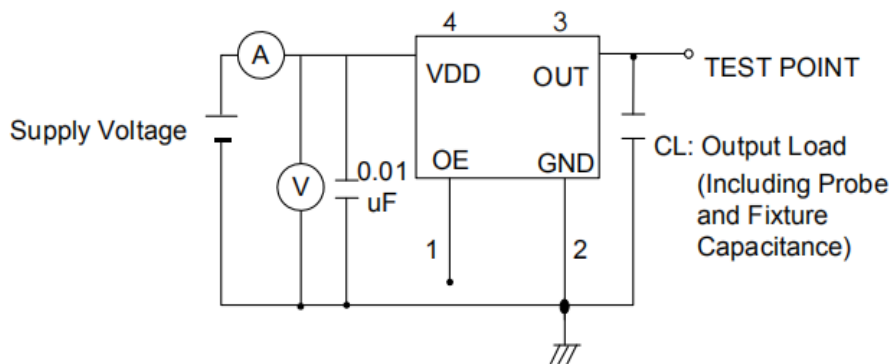 4
3
A
VDD
OUT
TEST POINT
Supply Voltage
V
0.01
uF
OE
GND
CL: Output Load
(Including Probe
and Fixture
Capacitance)
1
2